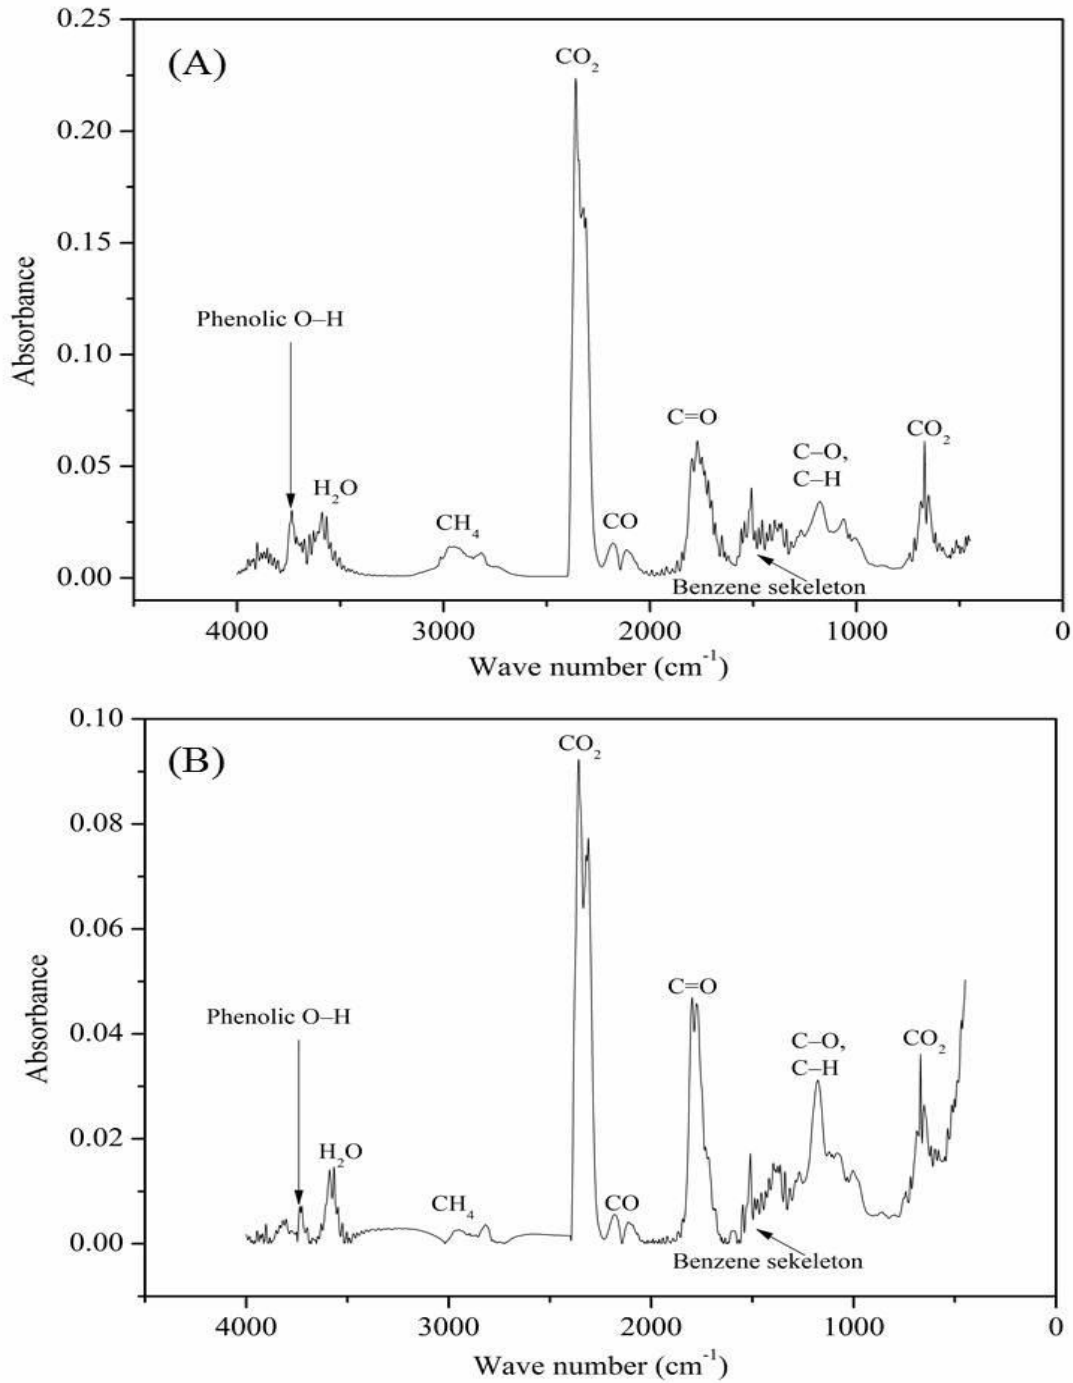 0.25
(A)
CO₂
0.20
0.15
Phenolic O–H
0.10
C=O
CO₂
C–O,
C–H
0.05
H₂O
CH₄
CO
0.00
Benzene sekeleton
4000 3000 2000 1000 0
Wave number (cm⁻¹)
Absorbance
0.10
(B)
CO₂
0.08
0.06
C=O
Phenolic O–H
0.04
C–O,
C–H
CO₂
0.02
H₂O
CH₄
CO
0.00
Benzene sekeleton
4000 3000 2000 1000 0
Wave number (cm⁻¹)
Absorbance